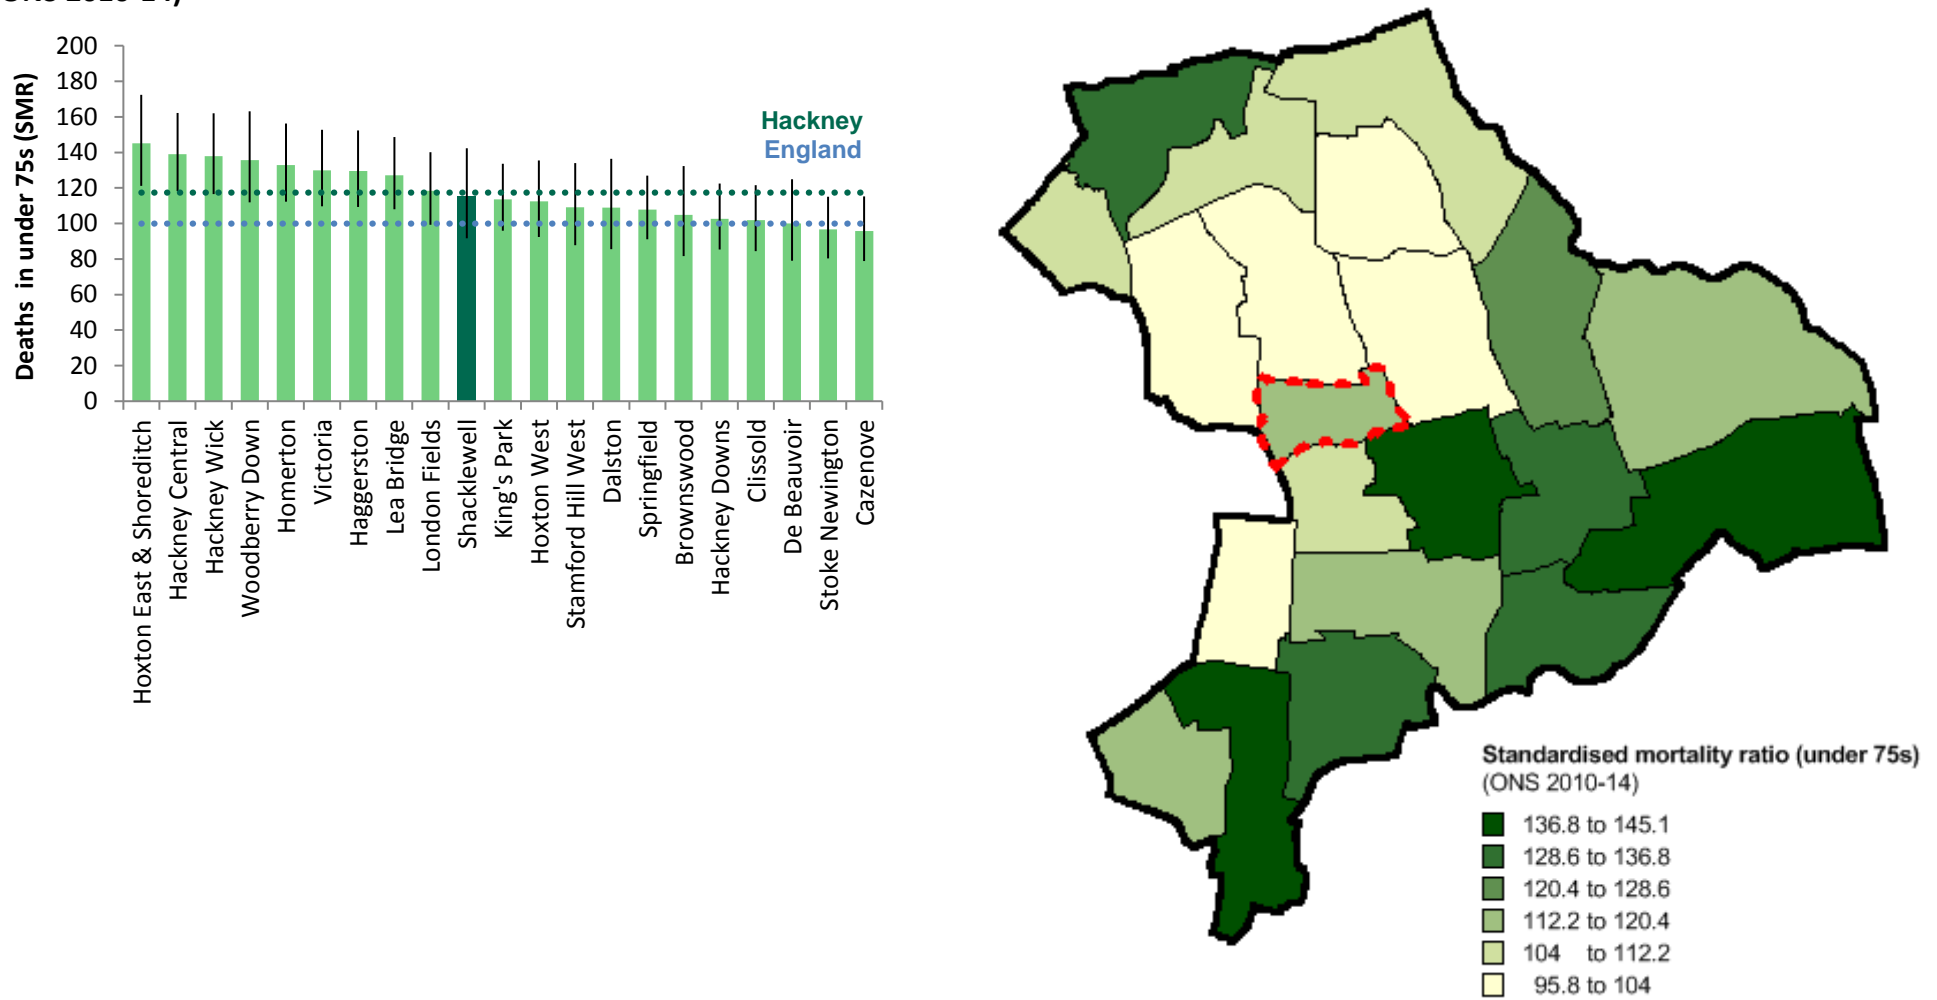 ONS 2010-14)
Deaths in under 75s (SMR)
200
180
160
140
120
100
80
60
40
20
0
Hackney
England
Hoxton East & Shoreditch
Hackney Central
Hackney Wick
Woodberry Down
Homerton
Victoria
Haggerston
Lea Bridge
London Fields
Shacklewell
King's Park
Hoxton West
Stamford Hill West
Dalston
Springfield
Brownswood
Hackney Downs
Clissold
De Beauvoir
Stoke Newington
Cazenove
Standardised mortality ratio (under 75s)
(ONS 2010-14)
136.8 to 145.1
128.6 to 136.8
120.4 to 128.6
112.2 to 120.4
104 to 112.2
95.8 to 104